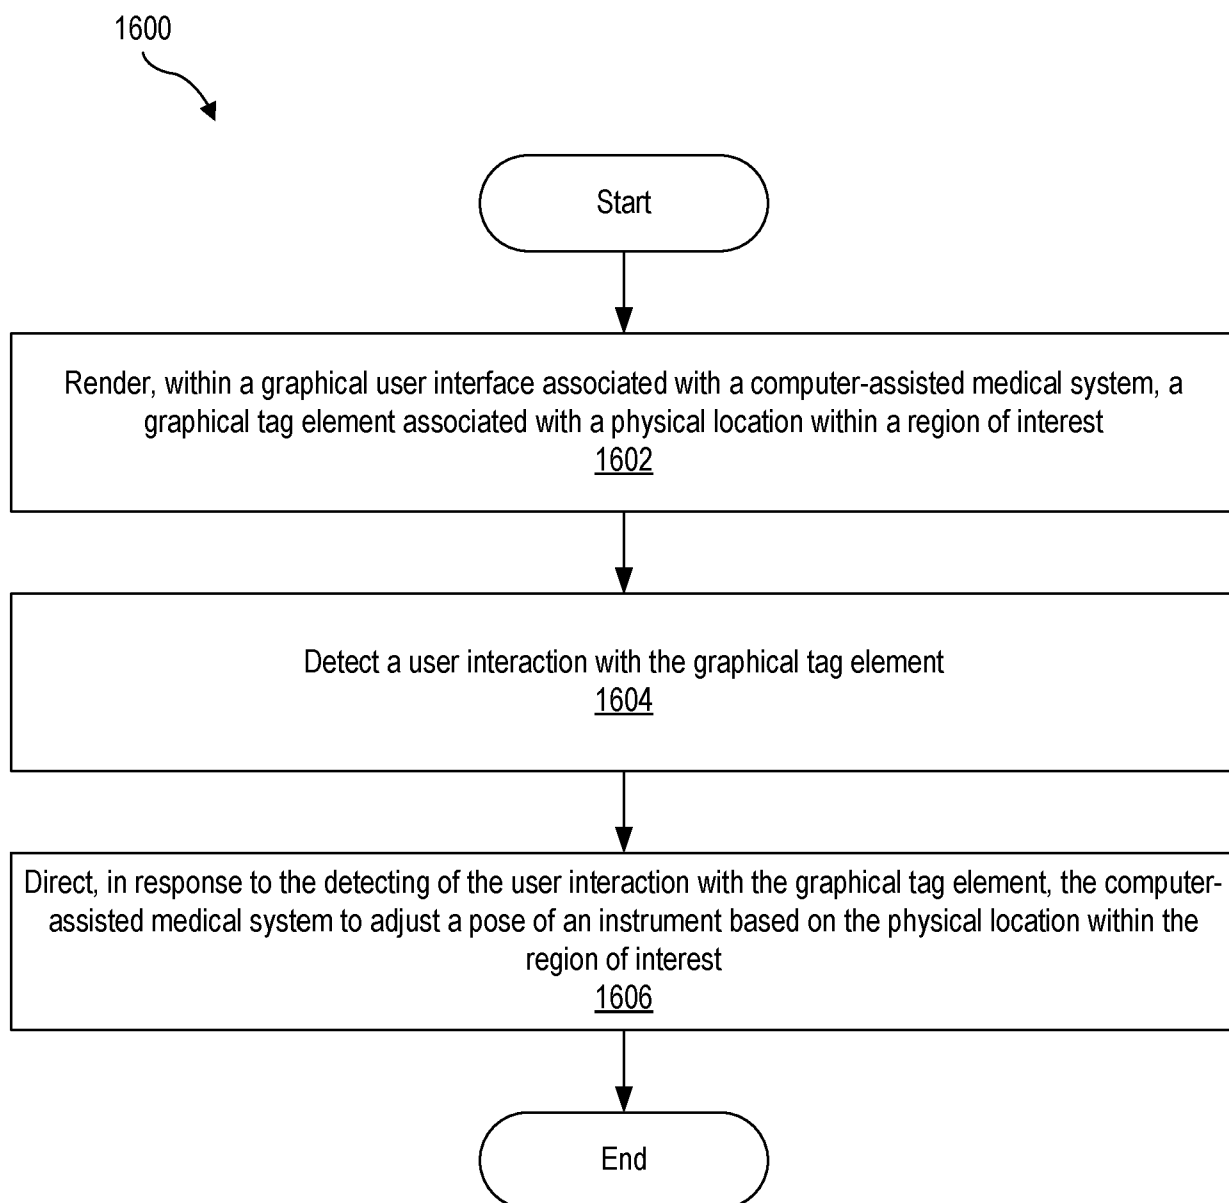 1600
Start
Render, within a graphical user interface associated with a computer-assisted medical system, a
graphical tag element associated with a physical location within a region of interest
1602
Detect a user interaction with the graphical tag element
1604
Direct, in response to the detecting of the user interaction with the graphical tag element, the computer-
assisted medical system to adjust a pose of an instrument based on the physical location within the
region of interest
1606
End